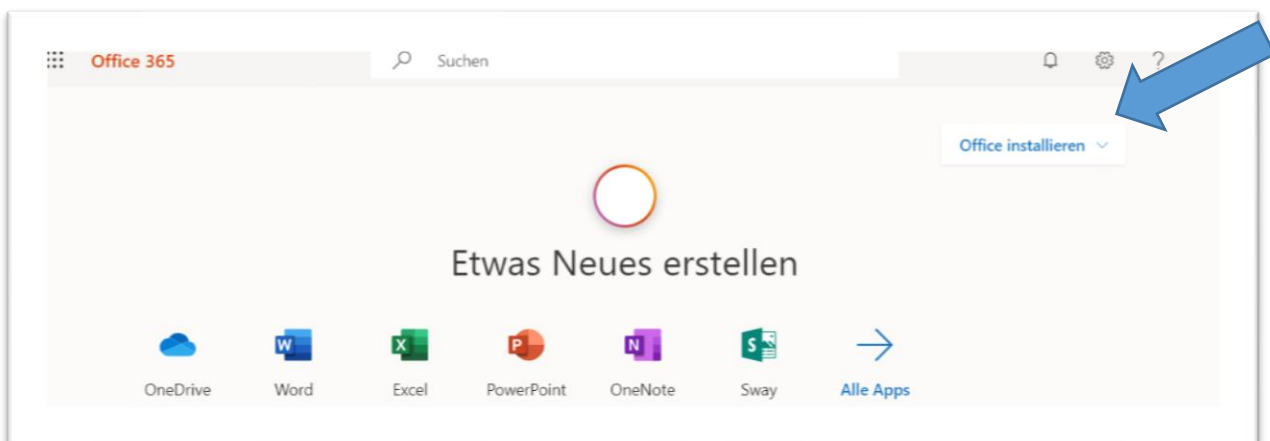 Office 365
Suchen
?
Office installieren
Etwas Neues erstellen
OneDrive Word Excel PowerPoint OneNote Sway Alle Apps